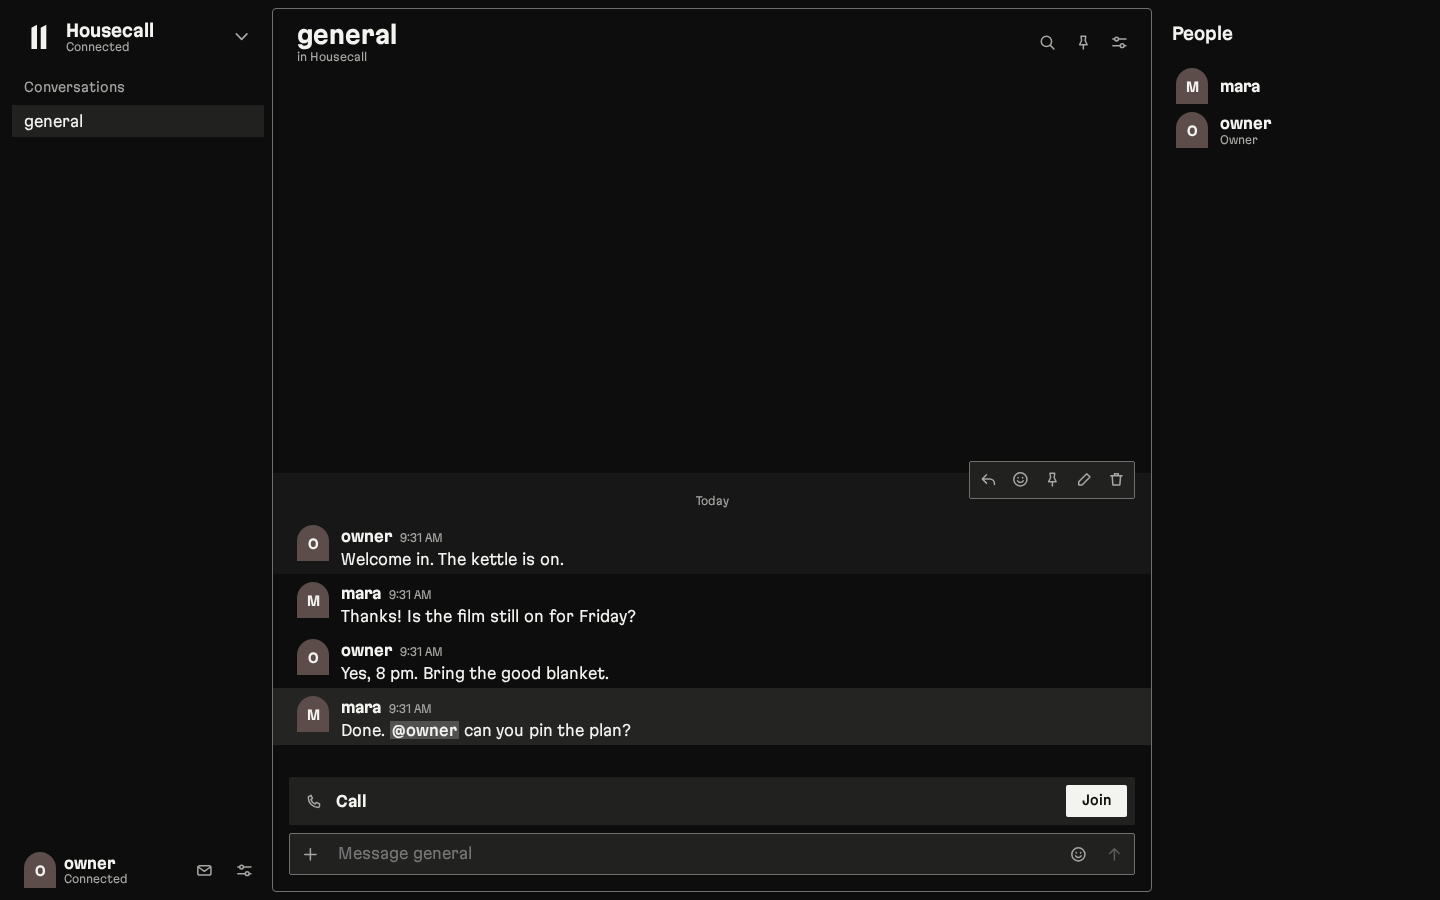 Housecall
Connected
Conversations
general
O
owner
Connected
general
in Housecall
Today
O
owner 9:31 AM
Welcome in. The kettle is on.
M
mara 9:31 AM
Thanks! Is the film still on for Friday?
O
owner 9:31 AM
Yes, 8 pm. Bring the good blanket.
M
mara 9:31 AM
Done. @owner can you pin the plan?
Call
Join
Message general
People
M
mara
O
owner
Owner